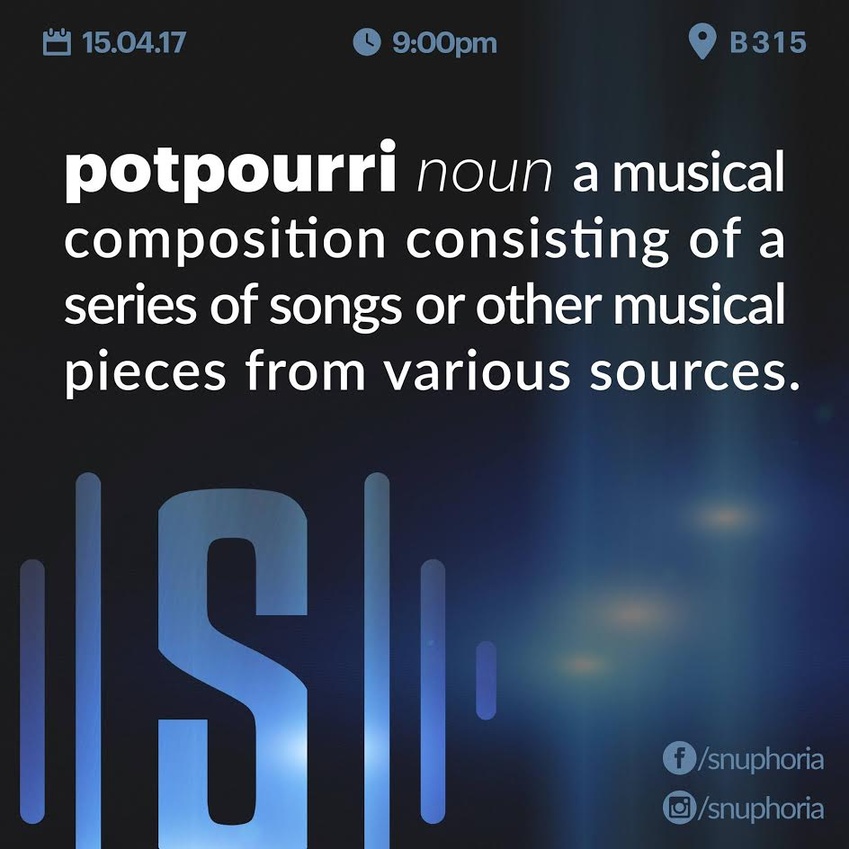 15.04.17 9:00pm B315
potpourri noun a musical
composition consisting of a
series of songs or other musical
pieces from various sources.
S
/snuphoria
/snuphoria